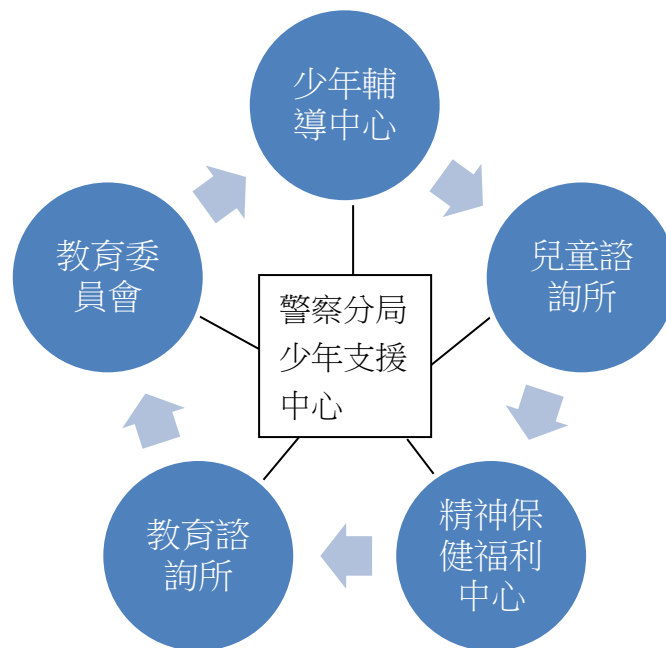 少年輔
導中心
兒童諮
詢所
精神保
健福利
中心
教育諮
詢所
教育委
員會
警察分局
少年支援
中心